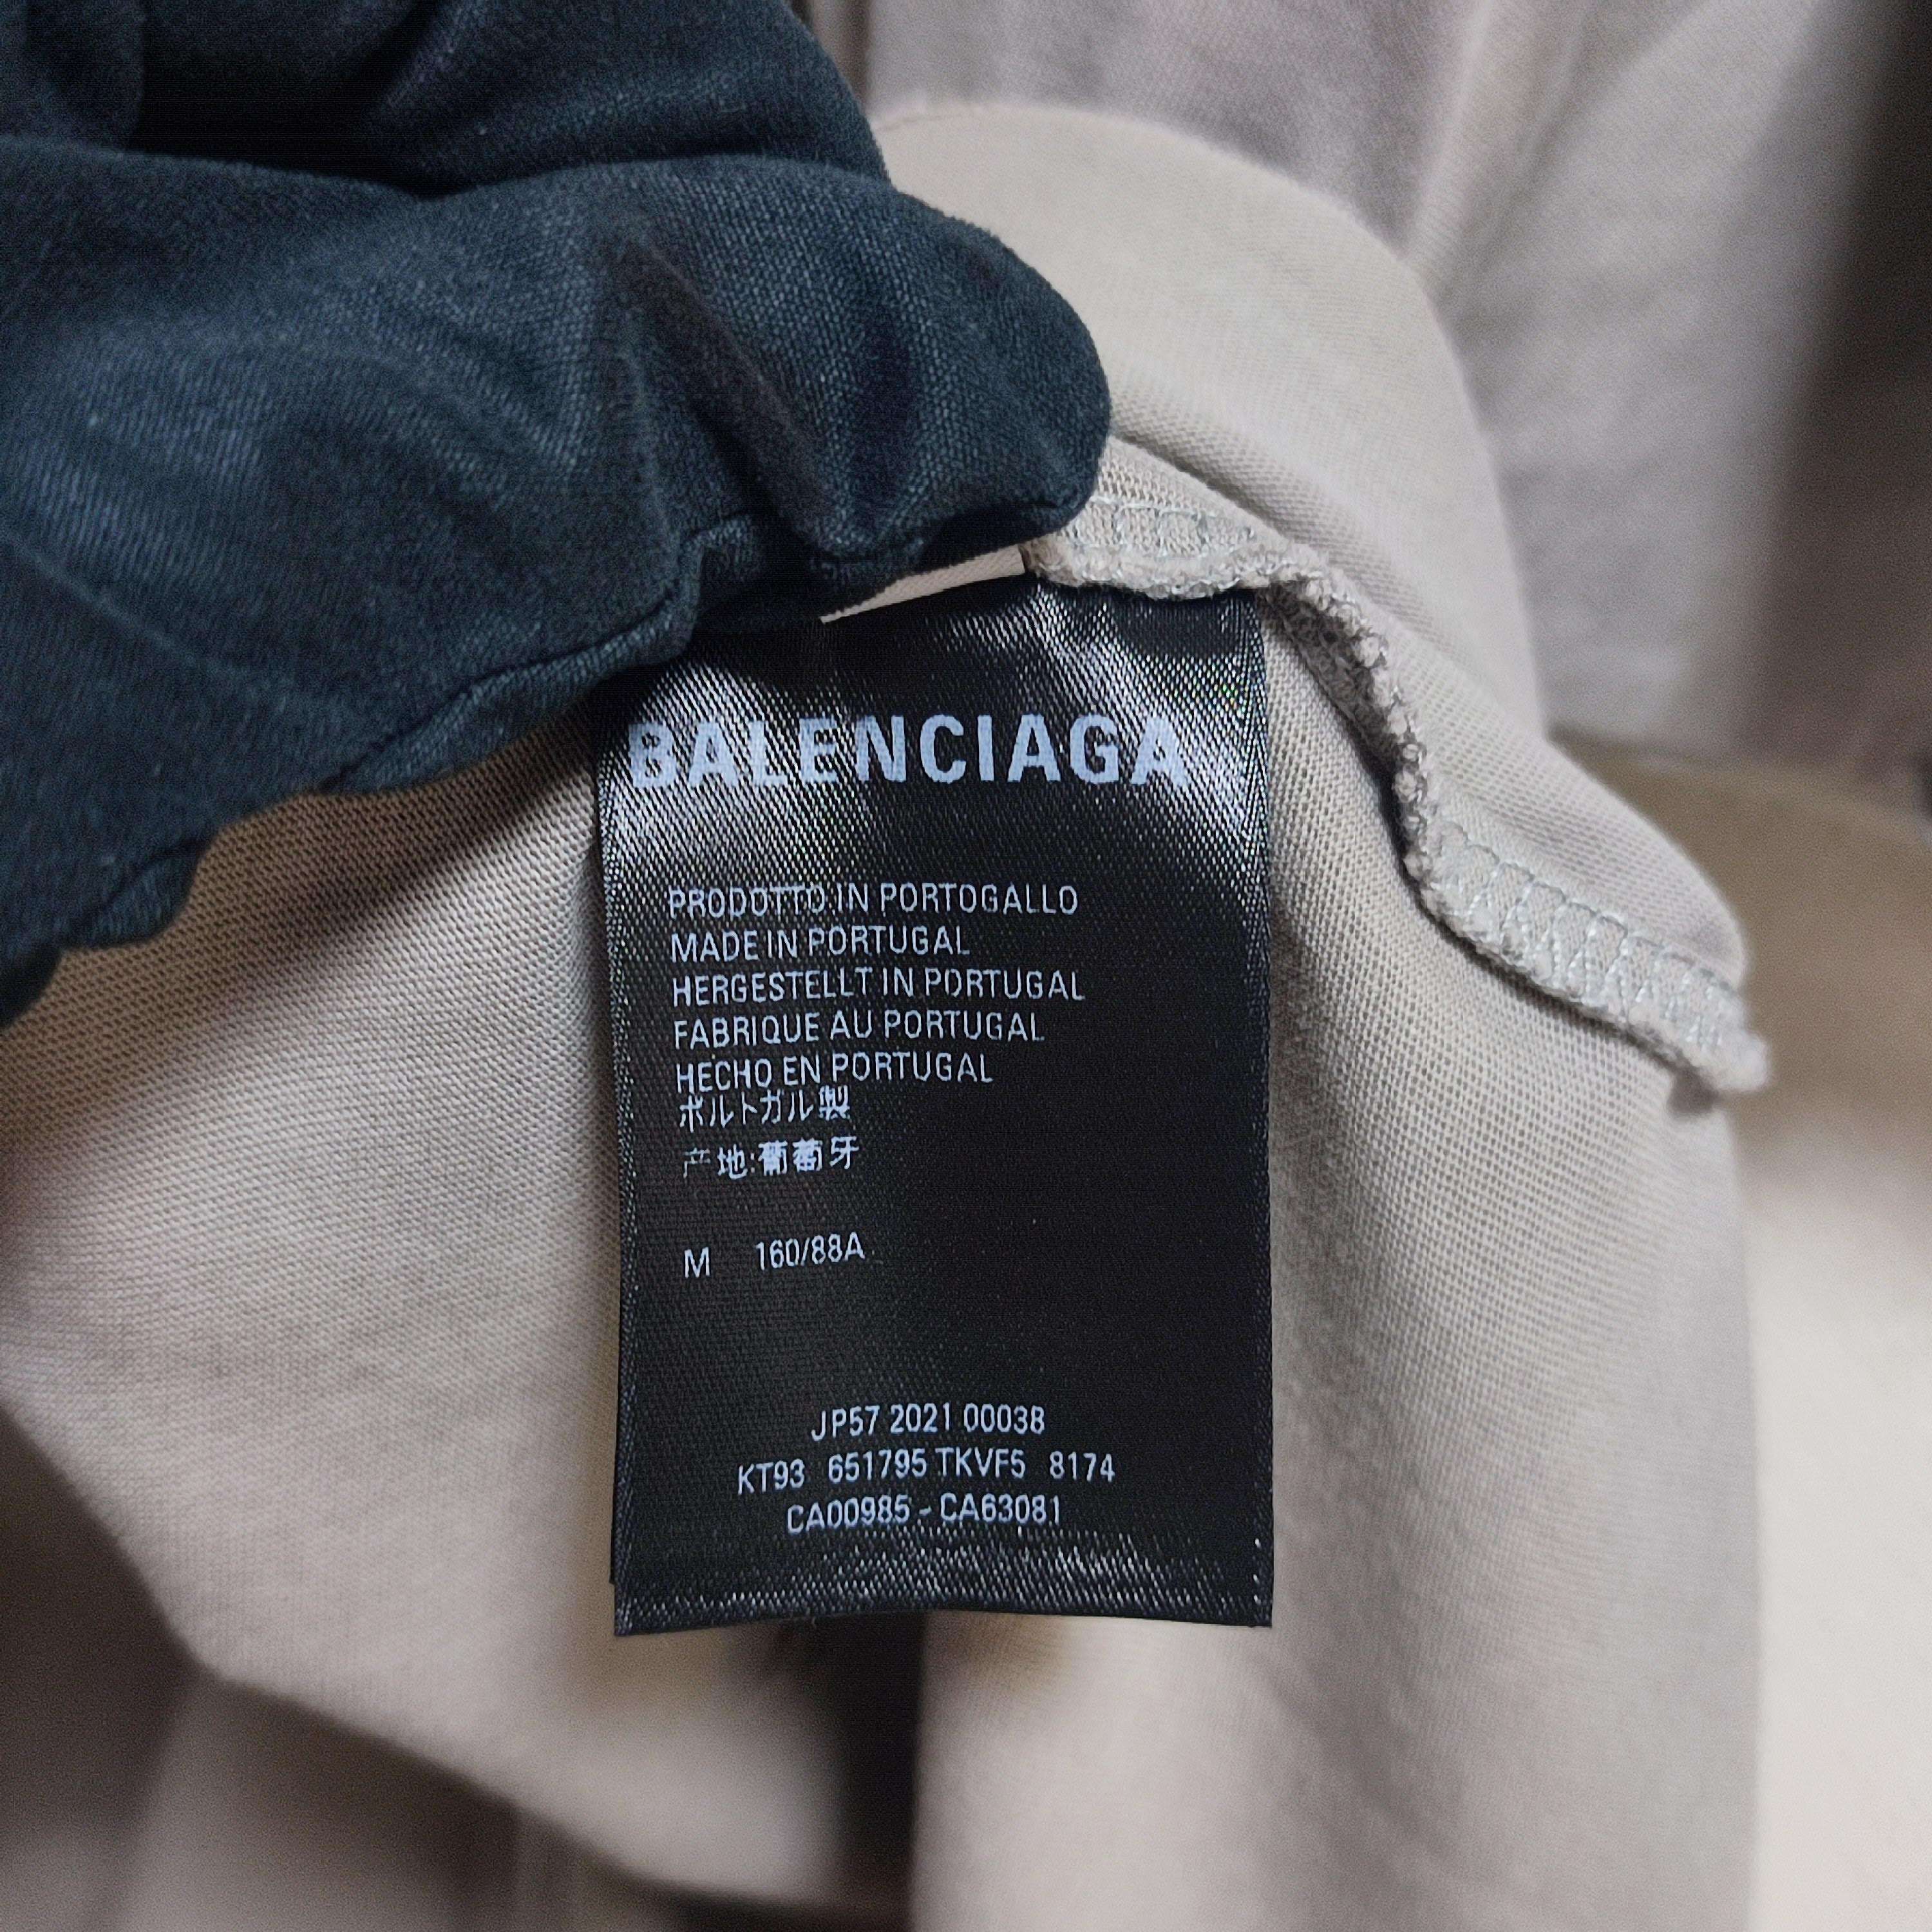 BALENCIAGA
PRODOTTO IN PORTOGALLO
MADE IN PORTUGAL
HERGESTELLT IN PORTUGAL
FABRIQUE AU PORTUGAL
HECHO EN PORTUGAL
ポルトガル製
产地:葡萄牙
M 160/88A
JP57 2021 00038
KT93 651795 TKVF5 8174
CA00985 - CA63081